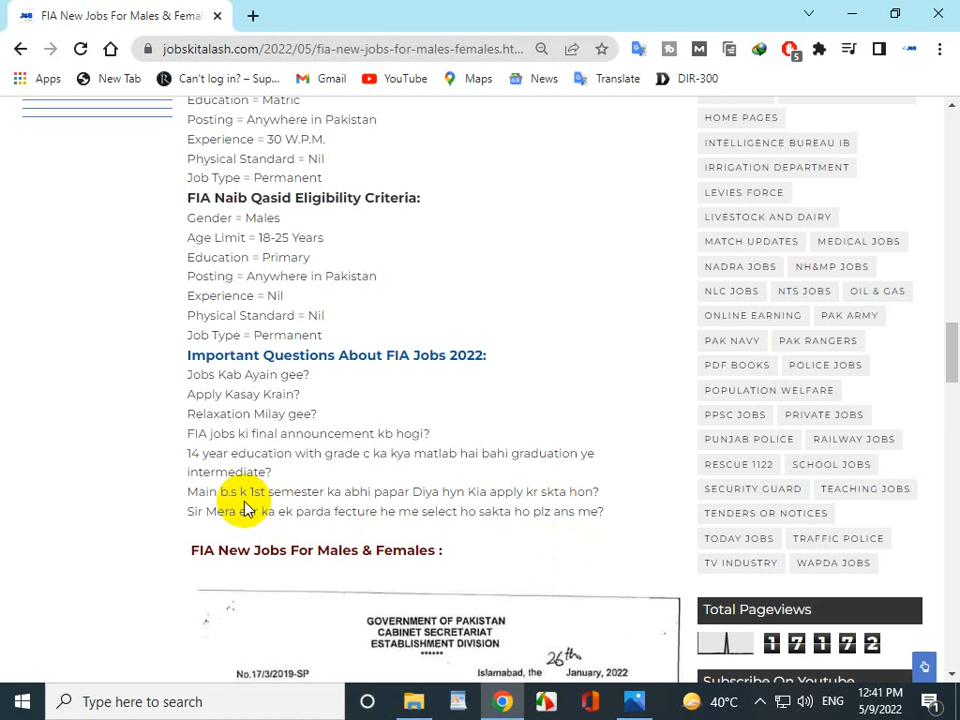 FIA New Jobs For Males & Fema
jobskitalash.com/2022/05/fia-new-jobs-for-males-females.ht...
5
Apps
New Tab
Can't log in? – Sup...
Gmail
YouTube
Maps
News
Translate
DIR-300
Education = Matric
Posting = Anywhere in Pakistan
Experience = 30 W.P.M.
Physical Standard = Nil
Job Type = Permanent
FIA Naib Qasid Eligibility Criteria:
Gender = Males
Age Limit = 18-25 Years
Education = Primary
Posting = Anywhere in Pakistan
Experience = Nil
Physical Standard = Nil
Job Type = Permanent
Important Questions About FIA Jobs 2022:
Jobs Kab Ayain gee?
Apply Kasay Krain?
Relaxation Milay gee?
FIA jobs ki final announcement kb hogi?
14 year education with grade c ka kya matlab hai bahi graduation ye
intermediate?
Main b.s k 1st semester ka abhi papar Diya hyn Kia apply kr skta hon?
Sir Mera ear ka ek parda fecture he me select ho sakta ho plz ans me?
FIA New Jobs For Males & Females :
GOVERNMENT OF PAKISTAN
CABINET SECRETARIAT
ESTABLISHMENT DIVISION
******
No.17/3/2019-SP
Islamabad, the 26th January, 2022
HOME PAGES
INTELLIGENCE BUREAU IB
IRRIGATION DEPARTMENT
LEVIES FORCE
LIVESTOCK AND DAIRY
MATCH UPDATES MEDICAL JOBS
NADRA JOBS NH&MP JOBS
NLC JOBS NTS JOBS OIL & GAS
ONLINE EARNING PAK ARMY
PAK NAVY PAK RANGERS
PDF BOOKS POLICE JOBS
POPULATION WELFARE
PPSC JOBS PRIVATE JOBS
PUNJAB POLICE RAILWAY JOBS
RESCUE 1122 SCHOOL JOBS
SECURITY GUARD TEACHING JOBS
TENDERS OR NOTICES
TODAY JOBS TRAFFIC POLICE
TV INDUSTRY WAPDA JOBS
Total Pageviews
17172
Subscribe On Youtube
Type here to search
40°C
ENG
12:41 PM
5/9/2022
1